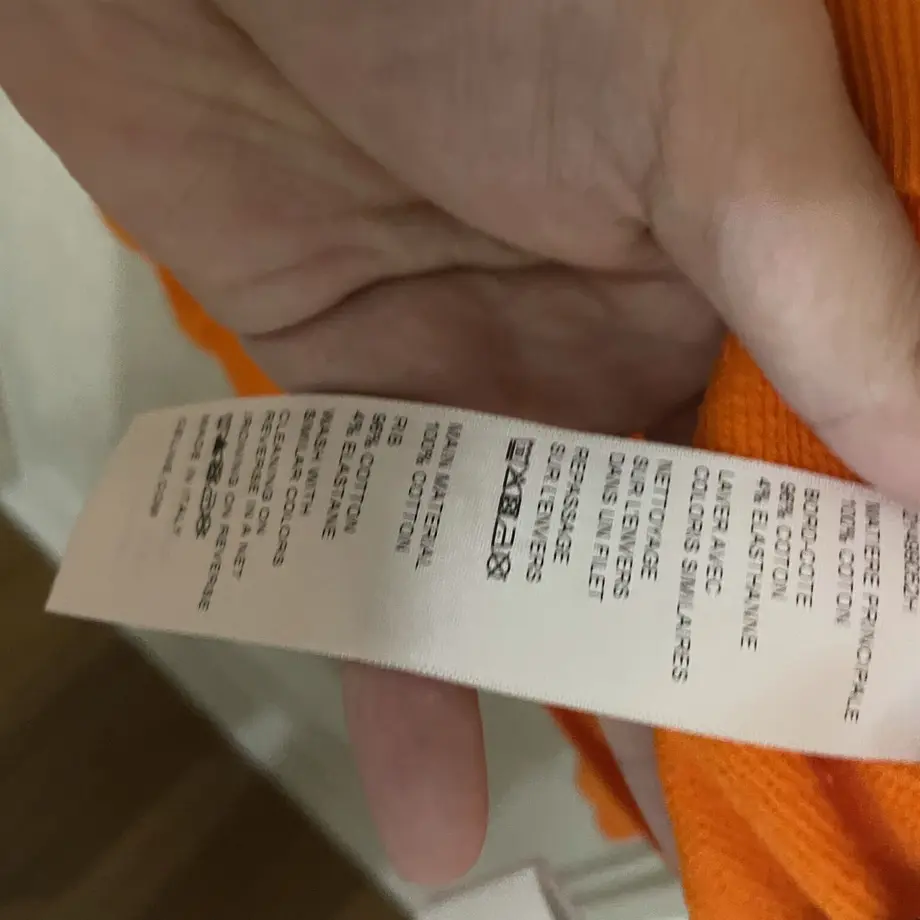 MATIERE PRINCIPALE
100% COTON
BORD-COTE
96% COTON
4% ELASTHANNE
LAVER AVEC
COLORIS SIMILAIRES
NETTOYAGE
SUR L'ENVERS
DANS UN FILET
REPASSAGE
SUR L'ENVERS
MAIN MATERIAL
100% COTTON
RIB
96% COTTON
4% ELASTANE
WASH WITH
SIMILAR COLORS
CLEANING ON
REVERSE IN A NET
IRONING ON REVERSE
MADE IN ITALY
CELINE.COM